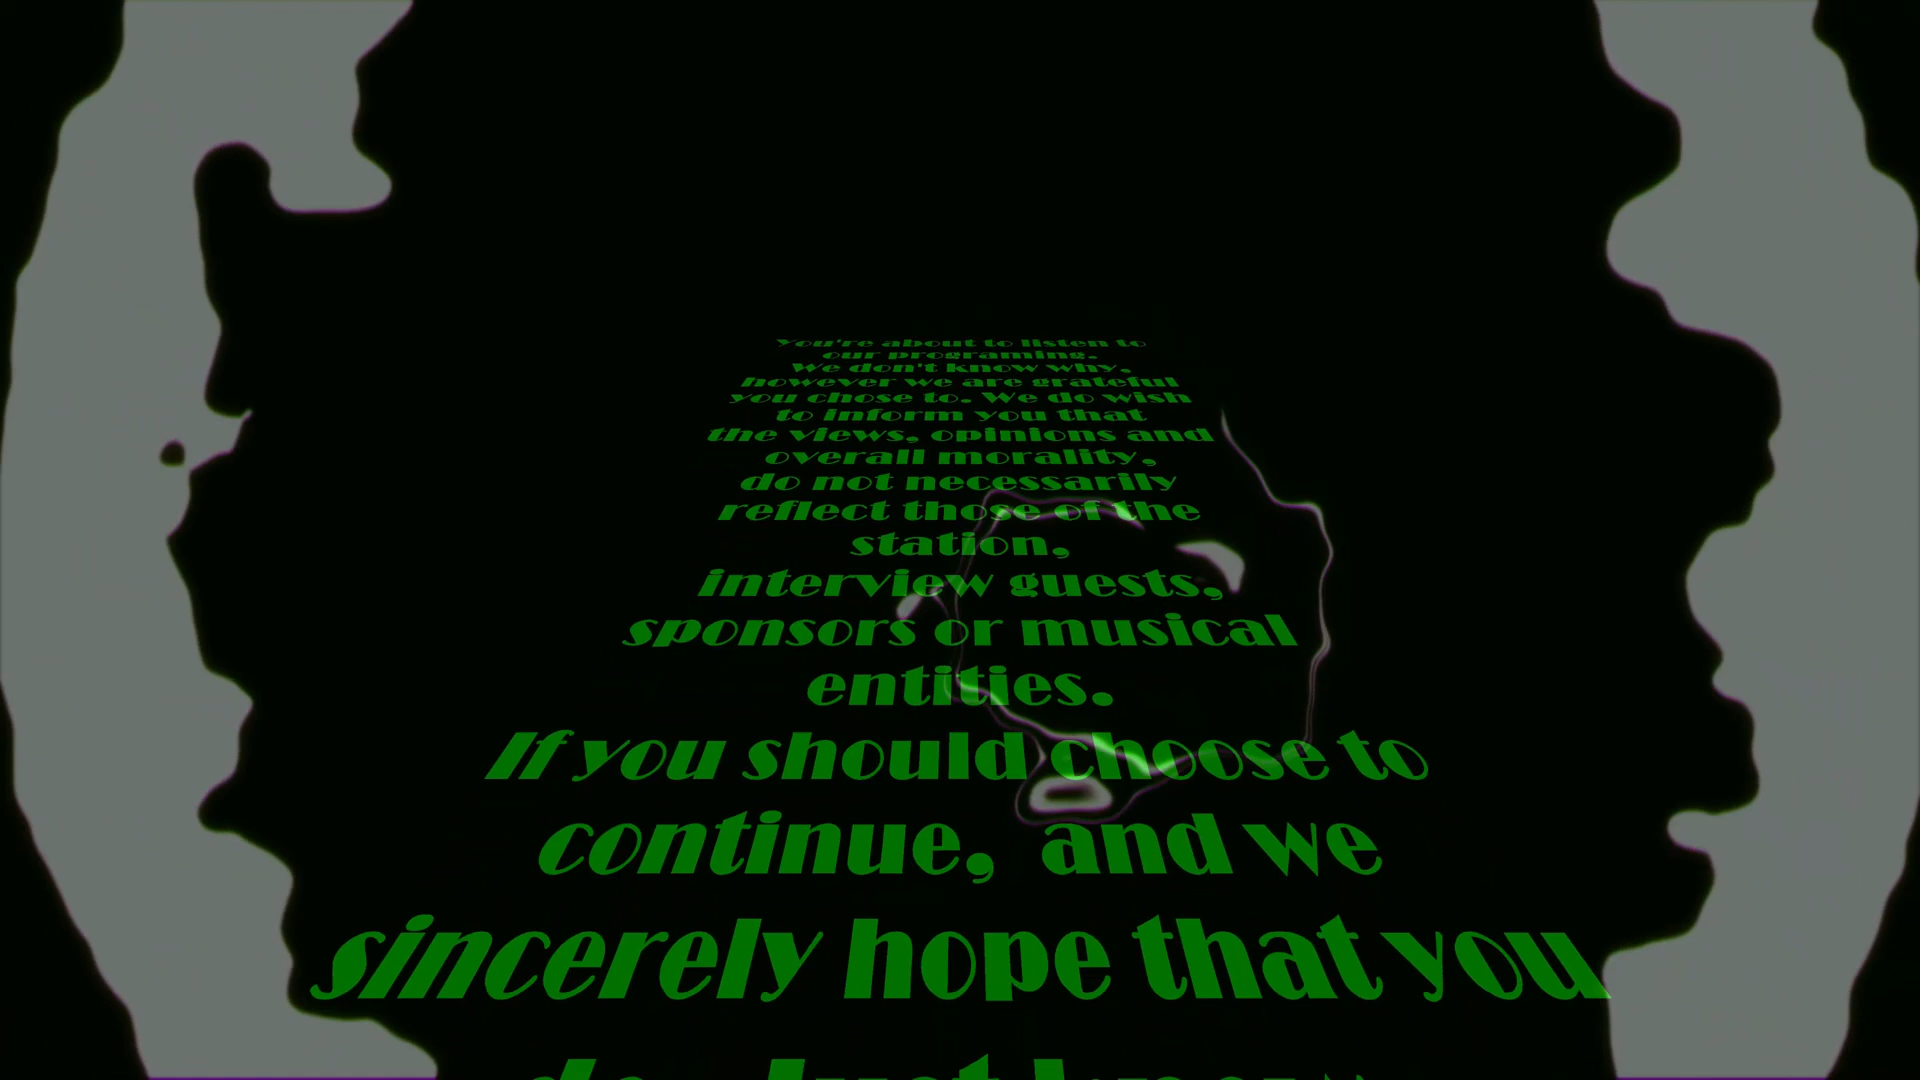 You're about to listen to
our programing.
We don't know why,
however we are grateful
you chose to. We do wish
to inform you that
the views, opinions and
overall morality,
do not necessarily
reflect those of the
station,
interview guests,
sponsors or musical
entities.
If you should choose to
continue, and we
sincerely hope that you
do. Just know